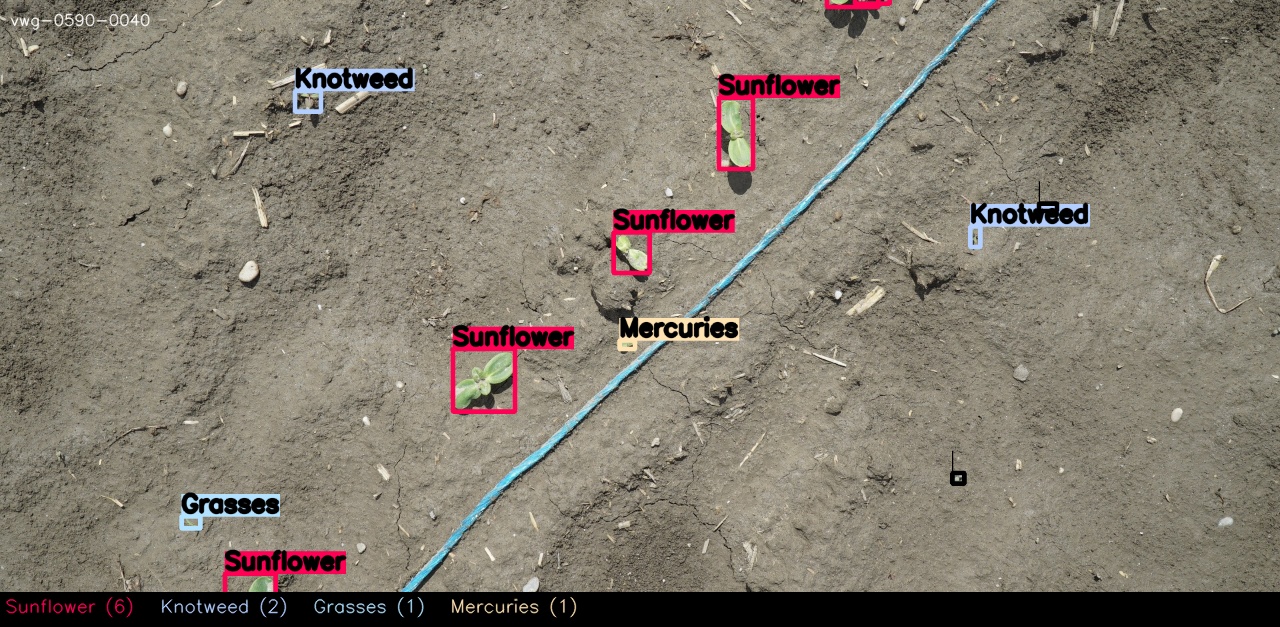 vwg-0590-0040
Knotweed
Sunflower
Knotweed
Sunflower
Mercuries
Sunflower
Grasses
Sunflower
Sunflower (6) Knotweed (2) Grasses (1) Mercuries (1)